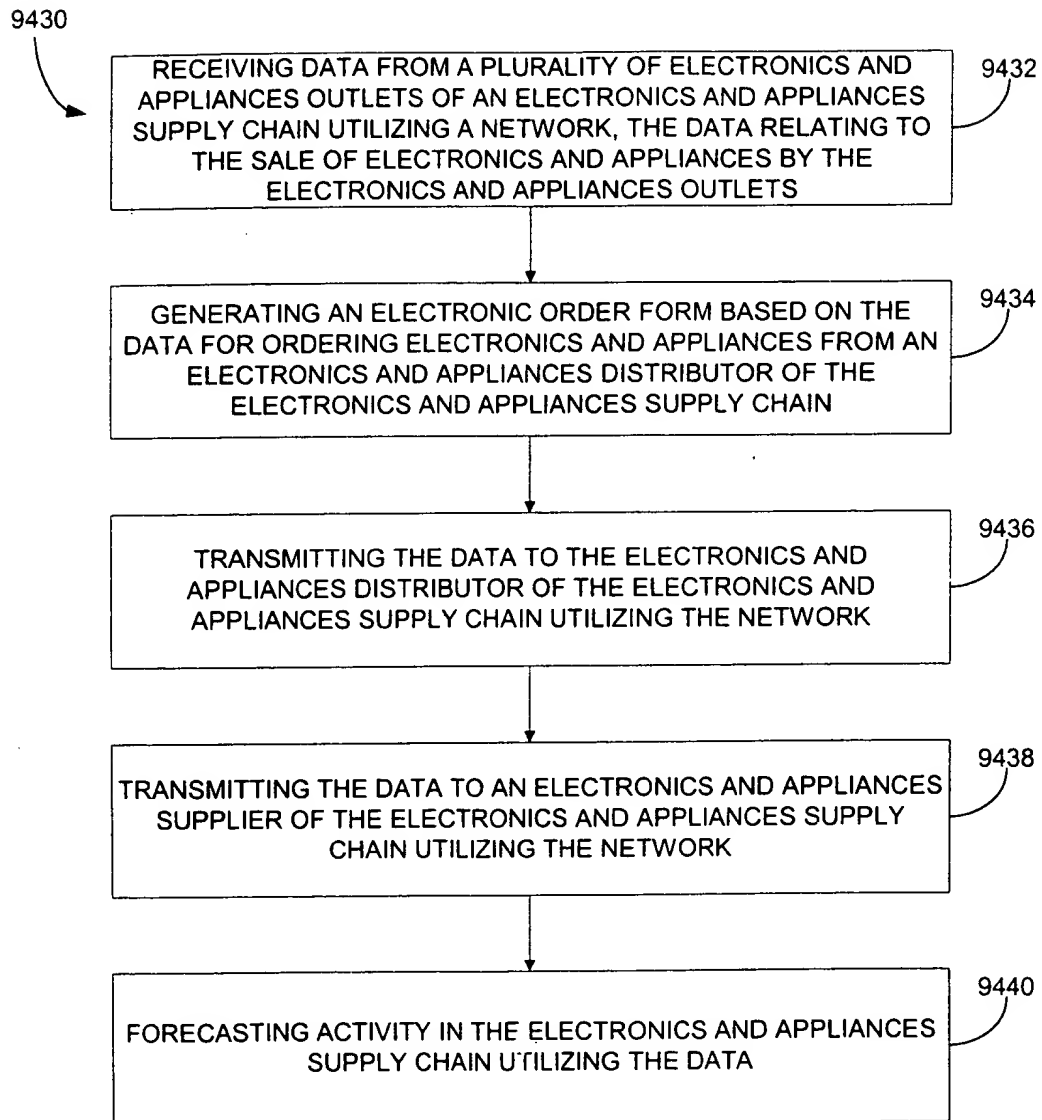 9430
RECEIVING DATA FROM A PLURALITY OF ELECTRONICS AND
APPLIANCES OUTLETS OF AN ELECTRONICS AND APPLIANCES
SUPPLY CHAIN UTILIZING A NETWORK, THE DATA RELATING TO
THE SALE OF ELECTRONICS AND APPLIANCES BY THE
ELECTRONICS AND APPLIANCES OUTLETS
9432
GENERATING AN ELECTRONIC ORDER FORM BASED ON THE
DATA FOR ORDERING ELECTRONICS AND APPLIANCES FROM AN
ELECTRONICS AND APPLIANCES DISTRIBUTOR OF THE
ELECTRONICS AND APPLIANCES SUPPLY CHAIN
9434
TRANSMITTING THE DATA TO THE ELECTRONICS AND
APPLIANCES DISTRIBUTOR OF THE ELECTRONICS AND
APPLIANCES SUPPLY CHAIN UTILIZING THE NETWORK
9436
TRANSMITTING THE DATA TO AN ELECTRONICS AND APPLIANCES
SUPPLIER OF THE ELECTRONICS AND APPLIANCES SUPPLY
CHAIN UTILIZING THE NETWORK
9438
FORECASTING ACTIVITY IN THE ELECTRONICS AND APPLIANCES
SUPPLY CHAIN UTILIZING THE DATA
9440